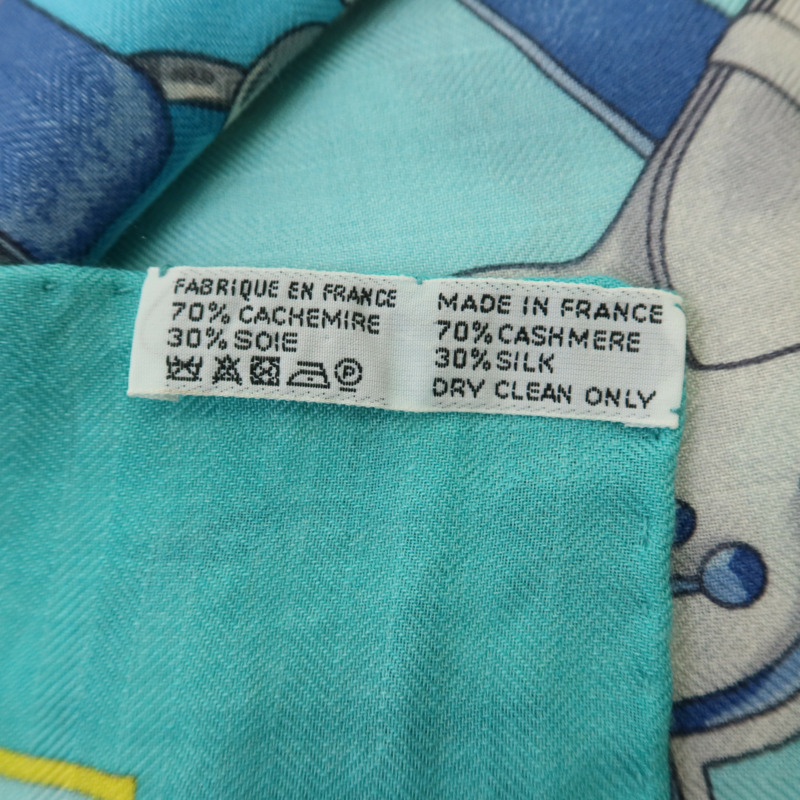 FABRIQUE EN FRANCE
70% CACHEMIRE
30% SOIE
P
MADE IN FRANCE
70% CASHMERE
30% SILK
DRY CLEAN ONLY